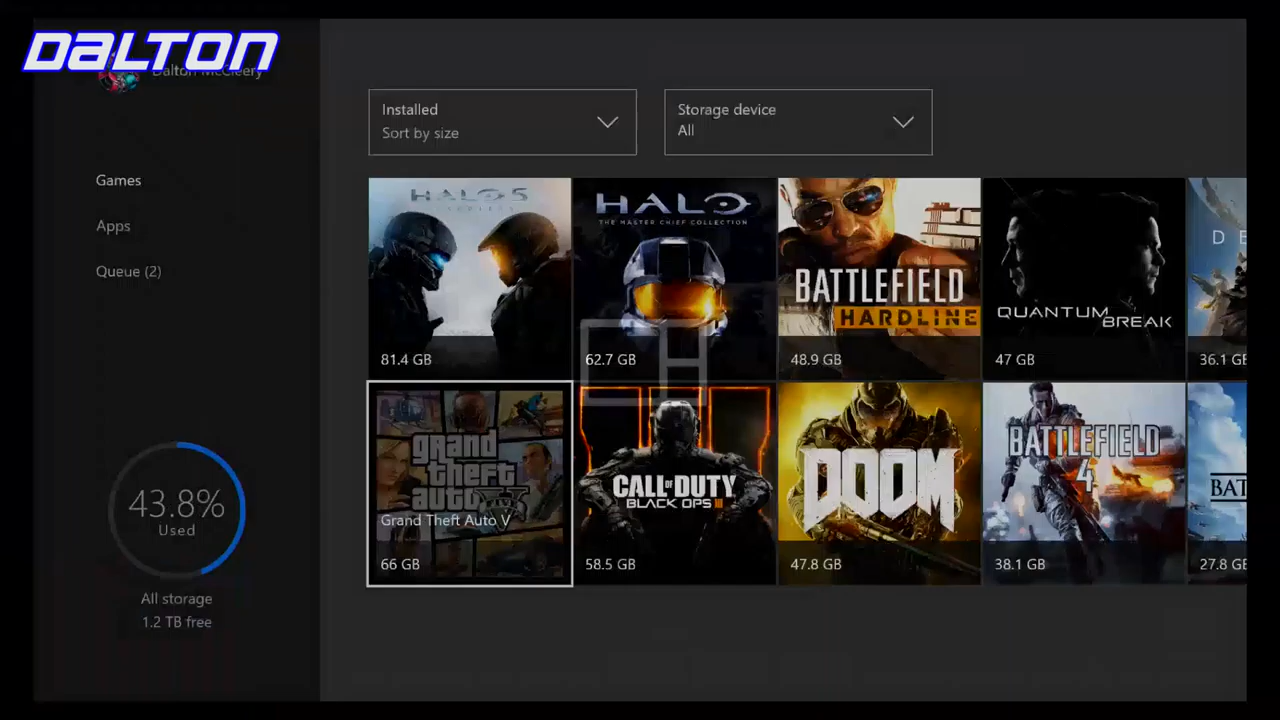 DALTON
Dalton McCleery
Games
Apps
Queue (2)
43.8%
Used
All storage
1.2 TB free
Installed
Sort by size
Storage device
All
HALO 5
81.4 GB
HALO
THE MASTER CHIEF COLLECTION
62.7 GB
BATTLEFIELD
HARDLINE
48.9 GB
QUANTUM BREAK
47 GB
DE
36.1 GB
grand
theft
auto V
Grand Theft Auto V
66 GB
CALL OF DUTY
BLACK OPS III
58.5 GB
DOOM
47.8 GB
BATTLEFIELD
4
38.1 GB
BAT
27.8 GB